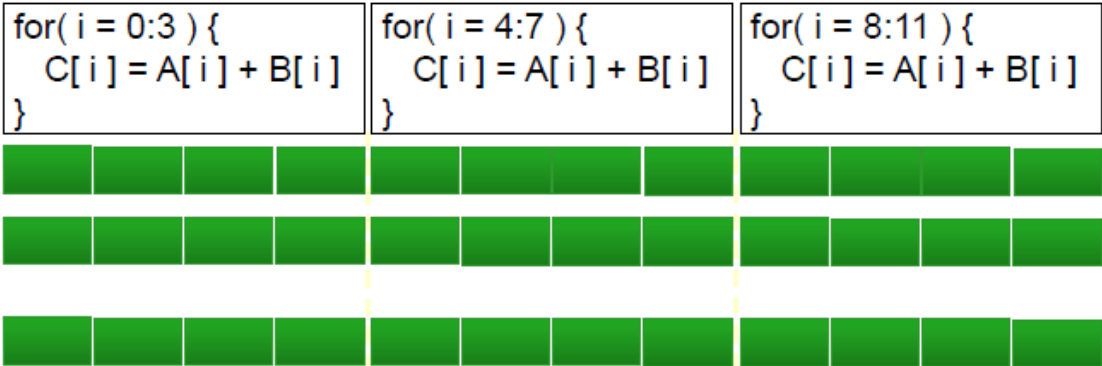 for( i = 0:3 ) {
C[ i ] = A[ i ] + B[ i ]
}
for( i = 4:7 ) {
C[ i ] = A[ i ] + B[ i ]
}
for( i = 8:11 ) {
C[ i ] = A[ i ] + B[ i ]
}